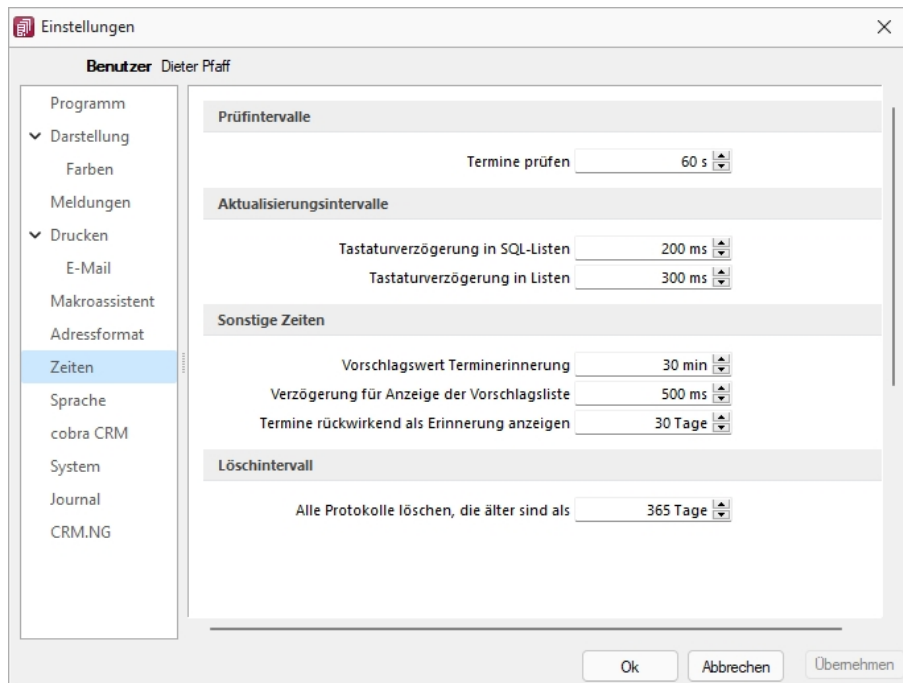 Einstellungen
Benutzer Dieter Pfaff
Programm
Darstellung
Farben
Meldungen
Drucken
E-Mail
Makroassistent
Adressformat
Zeiten
Sprache
cobra CRM
System
Journal
CRM.NG
Prüfintervalle
Termine prüfen 60 s
Aktualisierungsintervalle
Tastaturverzögerung in SQL-Listen 200 ms
Tastaturverzögerung in Listen 300 ms
Sonstige Zeiten
Vorschlagswert Terminerinnerung 30 min
Verzögerung für Anzeige der Vorschlagsliste 500 ms
Termine rückwirkend als Erinnerung anzeigen 30 Tage
Löschintervall
Alle Protokolle löschen, die älter sind als 365 Tage
Ok Abbrechen Übernehmen